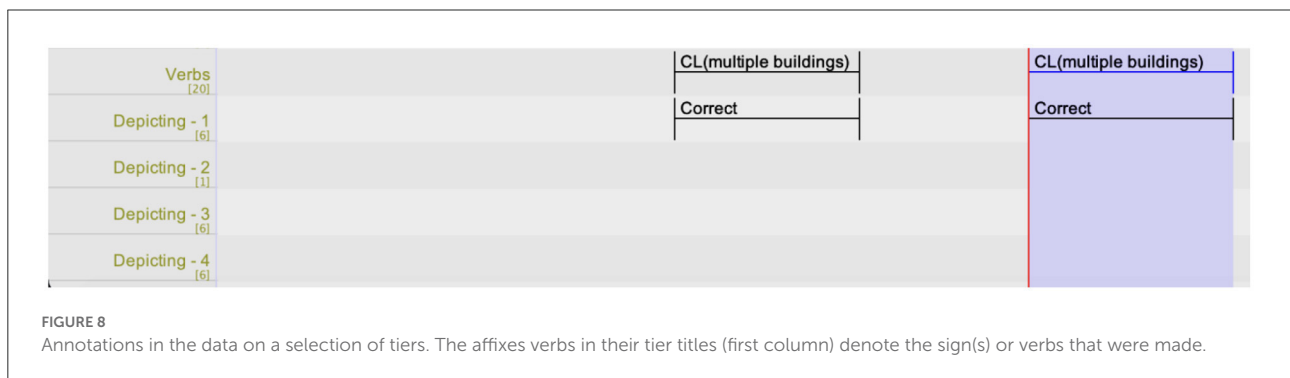 CL(multiple buildings) CL(multiple buildings)
Verbs
[20]
Correct Correct
Depicting - 1
[6]
Depicting - 2
[1]
Depicting - 3
[6]
Depicting - 4
[6]
FIGURE 8
Annotations in the data on a selection of tiers. The affixes verbs in their tier titles (first column) denote the sign(s) or verbs that were made.